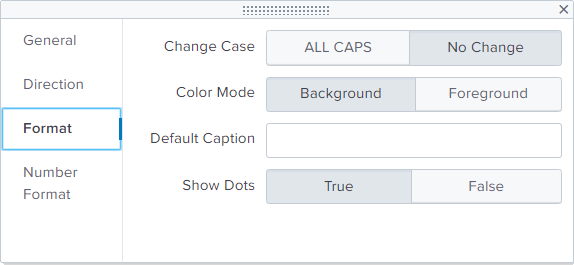 General
Direction
Format
Number
Format
Change Case ALL CAPS No Change
Color Mode Background Foreground
Default Caption
Show Dots True False